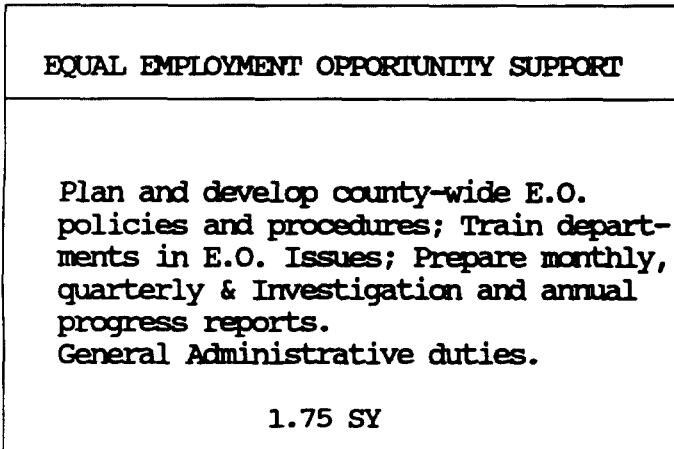 EQUAL EMPLOYMENT OPPORTUNITY SUPPORT
Plan and develop county-wide E.O.
policies and procedures; Train depart-
ments in E.O. Issues; Prepare monthly,
quarterly & Investigation and annual
progress reports.
General Administrative duties.
1.75 SY